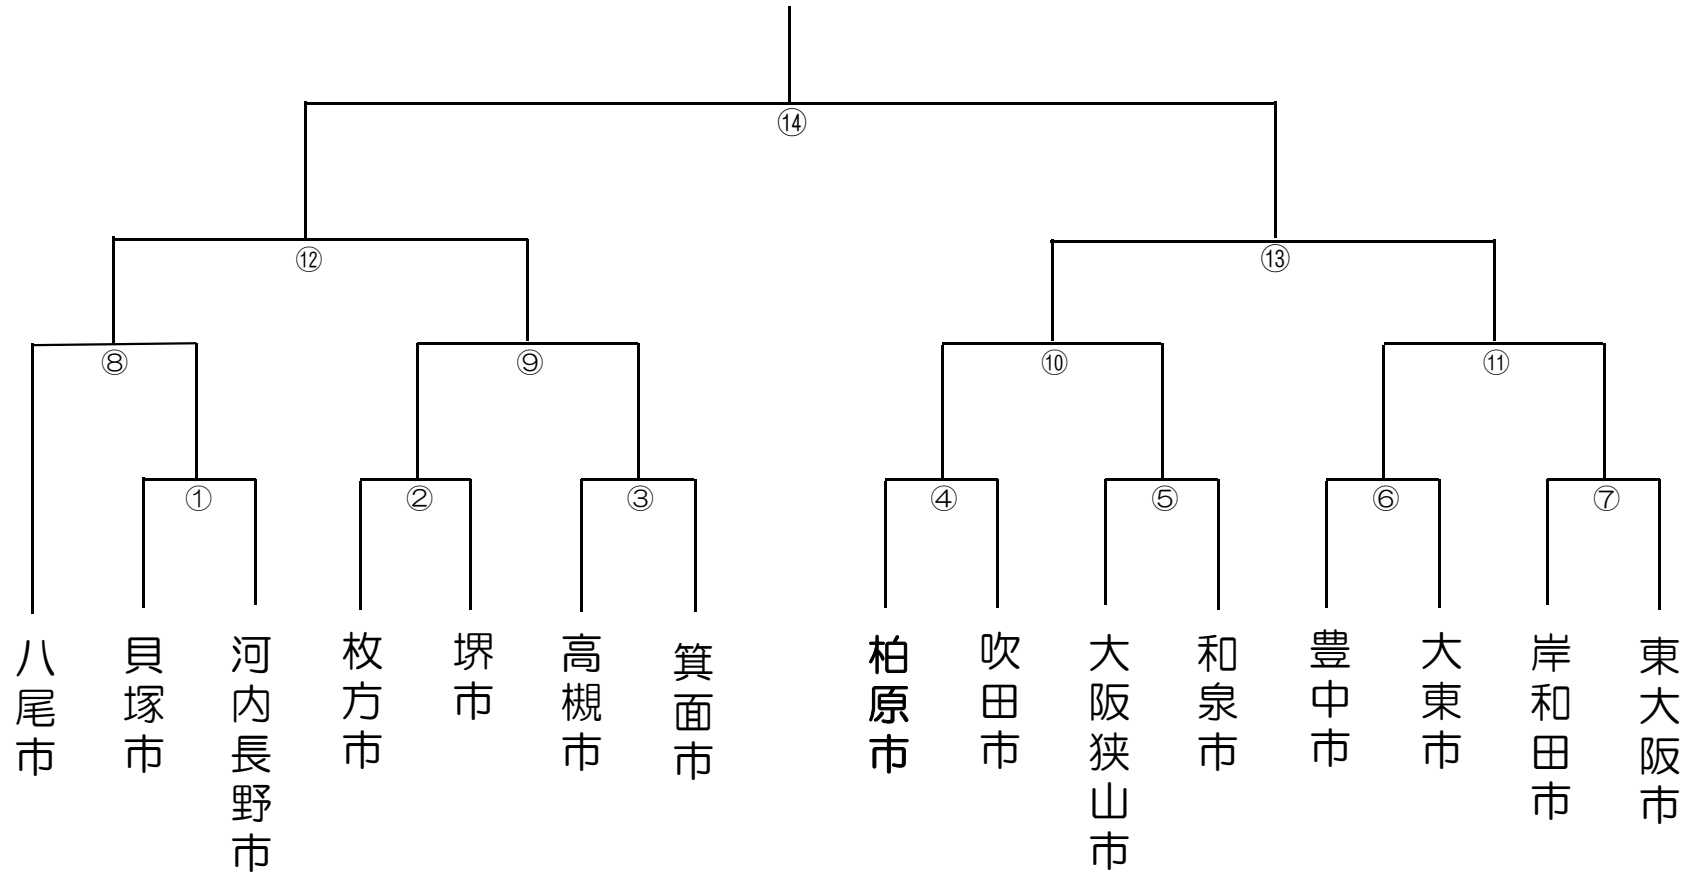 ⑭
⑫
⑬
⑧
⑨
⑩
⑪
①
②
③
④
⑤
⑥
⑦
八尾市
貝塚市
河内長野市
枚方市
堺市
高槻市
箕面市
柏原市
吹田市
大阪狭山市
和泉市
豊中市
大東市
岸和田市
東大阪市